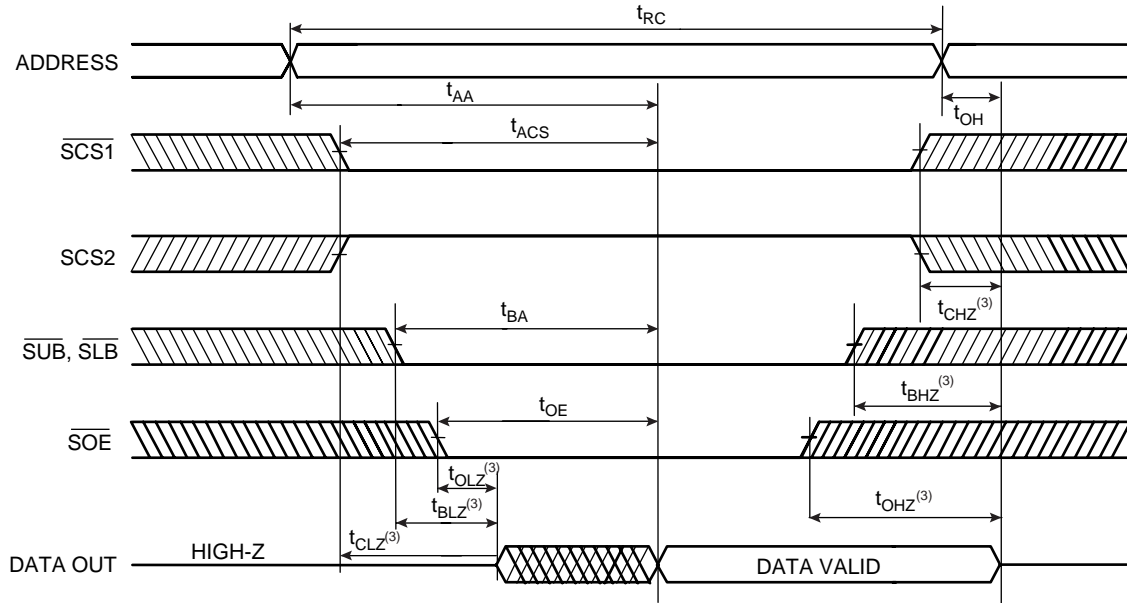 tRC
ADDRESS
tAA
tOH
tACS
SCS1
SCS2
tCHZ(3)
tBA
SUB, SLB
tBHZ(3)
tOE
SOE
tOLZ(3)
tOHZ(3)
tBLZ(3)
tCLZ(3)
HIGH-Z
DATA OUT
DATA VALID